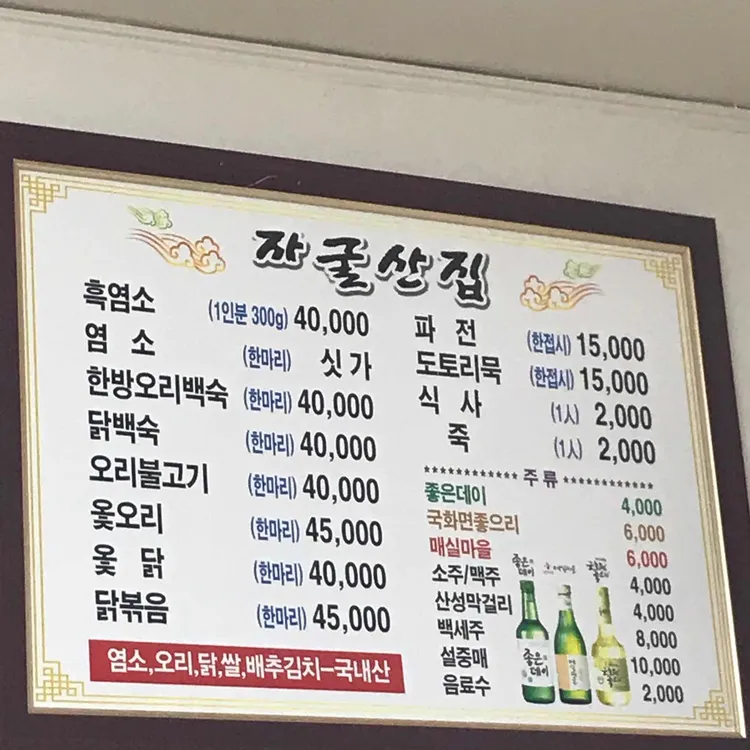 자굴산집
흑염소 (1인분 300g) 40,000
염 소 (한마리) 싯가
한방오리백숙 (한마리) 40,000
닭백숙 (한마리) 40,000
오리불고기 (한마리) 40,000
옻오리 (한마리) 45,000
옻 닭 (한마리) 40,000
닭볶음 (한마리) 45,000
염소,오리,닭,쌀,배추김치-국내산
파 전 (한접시) 15,000
도토리묵 (한접시) 15,000
식 사 (1人) 2,000
죽 (1人) 2,000
************ 주 류 ************
좋은데이 4,000
국화면좋으리 6,000
매실마을 6,000
소주/맥주 4,000
산성막걸리 4,000
백세주 8,000
설중매 10,000
음료수 2,000
좋은데이
좋은데이